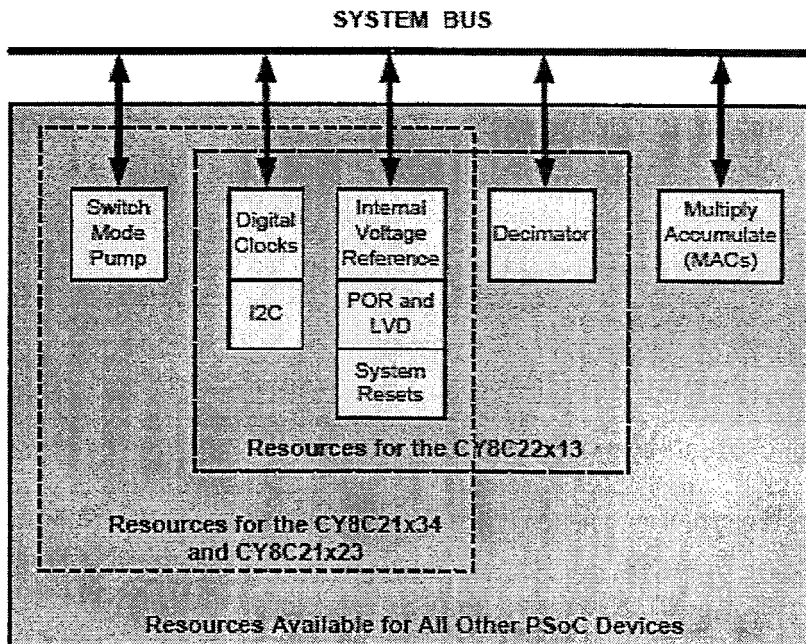 SYSTEM BUS
Switch
Mode
Pump
Digital
Clocks
I2C
Internal
Voltage
Reference
POR and
LVD
System
Resets
Decimator
Multiply
Accumulate
(MACs)
Resources for the CY8C22x13
Resources for the CY8C21x34
and CY8C21x23
Resources Available for All Other PSoC Devices